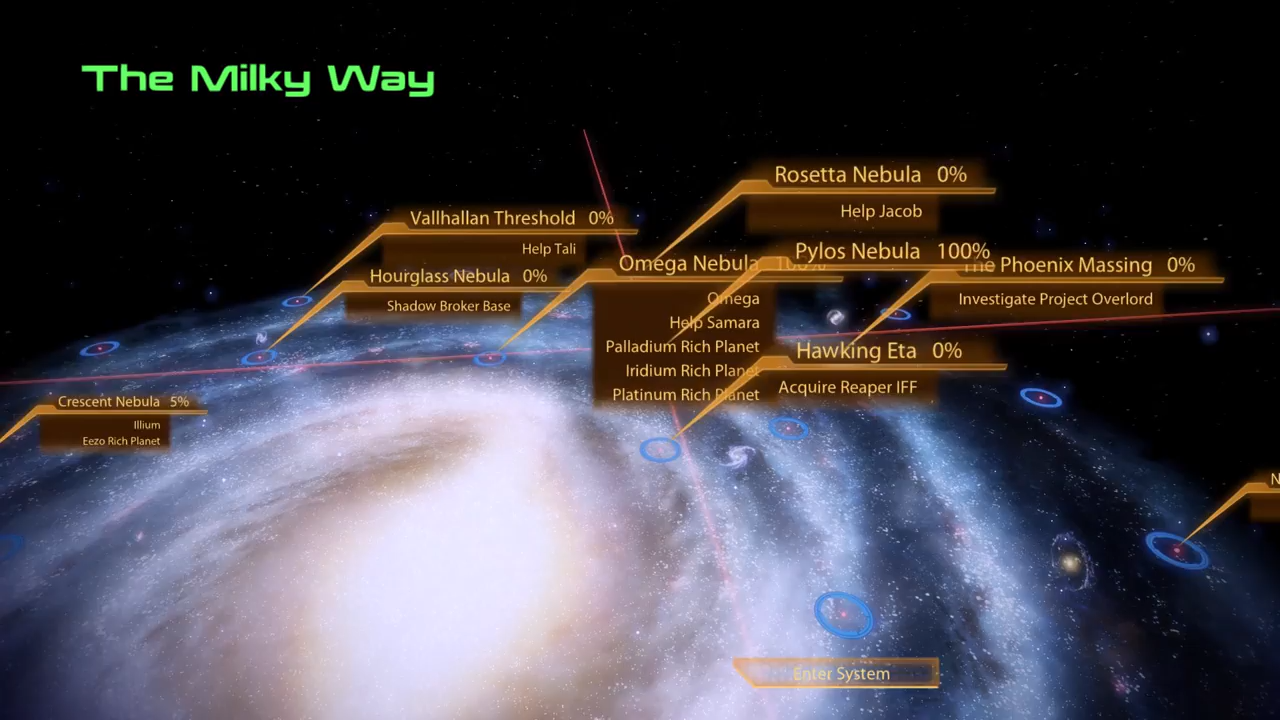 The Milky Way
Rosetta Nebula 0%
Help Jacob
Vallhallan Threshold 0%
Help Tali
Pylos Nebula 100%
Omega Nebula 100%
The Phoenix Massing 0%
Hourglass Nebula 0%
Shadow Broker Base
Omega
Help Samara
Palladium Rich Planet
Iridium Rich Planet
Platinum Rich Planet
Investigate Project Overlord
Hawking Eta 0%
Acquire Reaper IFF
Crescent Nebula 5%
Illium
Eezo Rich Planet
Enter System